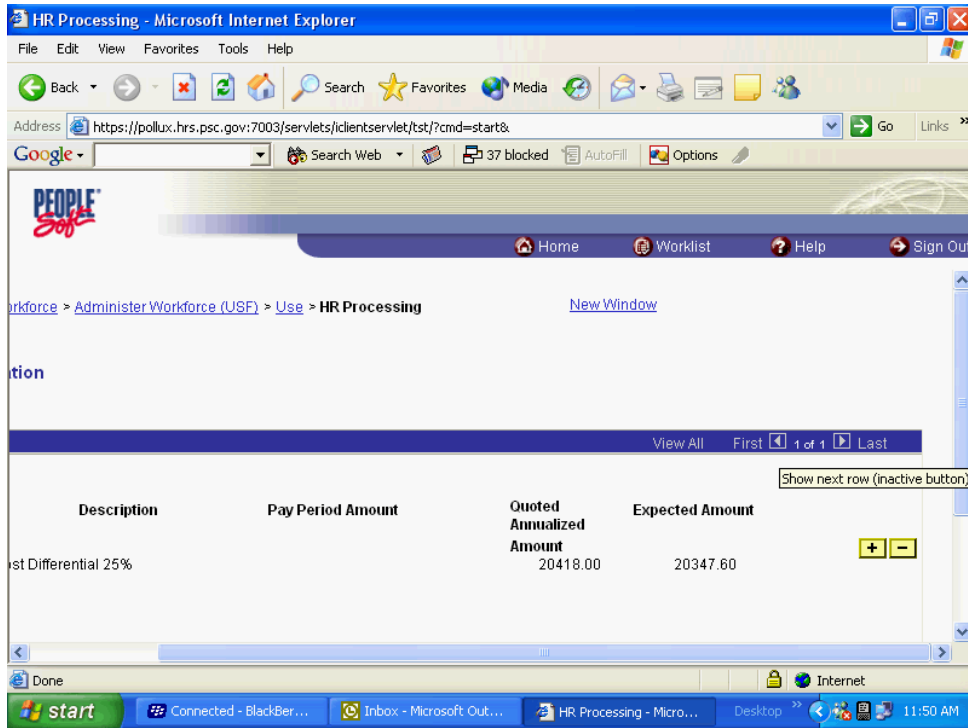 HR Processing - Microsoft Internet Explorer
File Edit View Favorites Tools Help
Back Search Favorites Media
Address https://pollux.hrs.psc.gov:7003/servlets/iclientservlet/tst/?cmd=start& Go Links »
Google Search Web 37 blocked AutoFill Options
PEOPLE
Soft
Home Worklist Help Sign Out
orkforce > Administer Workforce (USF) > Use > HR Processing New Window
ation
View All First 1 of 1 Last
Show next row (inactive button)
Description Pay Period Amount Quoted Annualized Amount Expected Amount
ost Differential 25% 20418.00 20347.60
+ -
Done Internet
start Connected - BlackBer... Inbox - Microsoft Out... HR Processing - Micro... Desktop » 11:50 AM